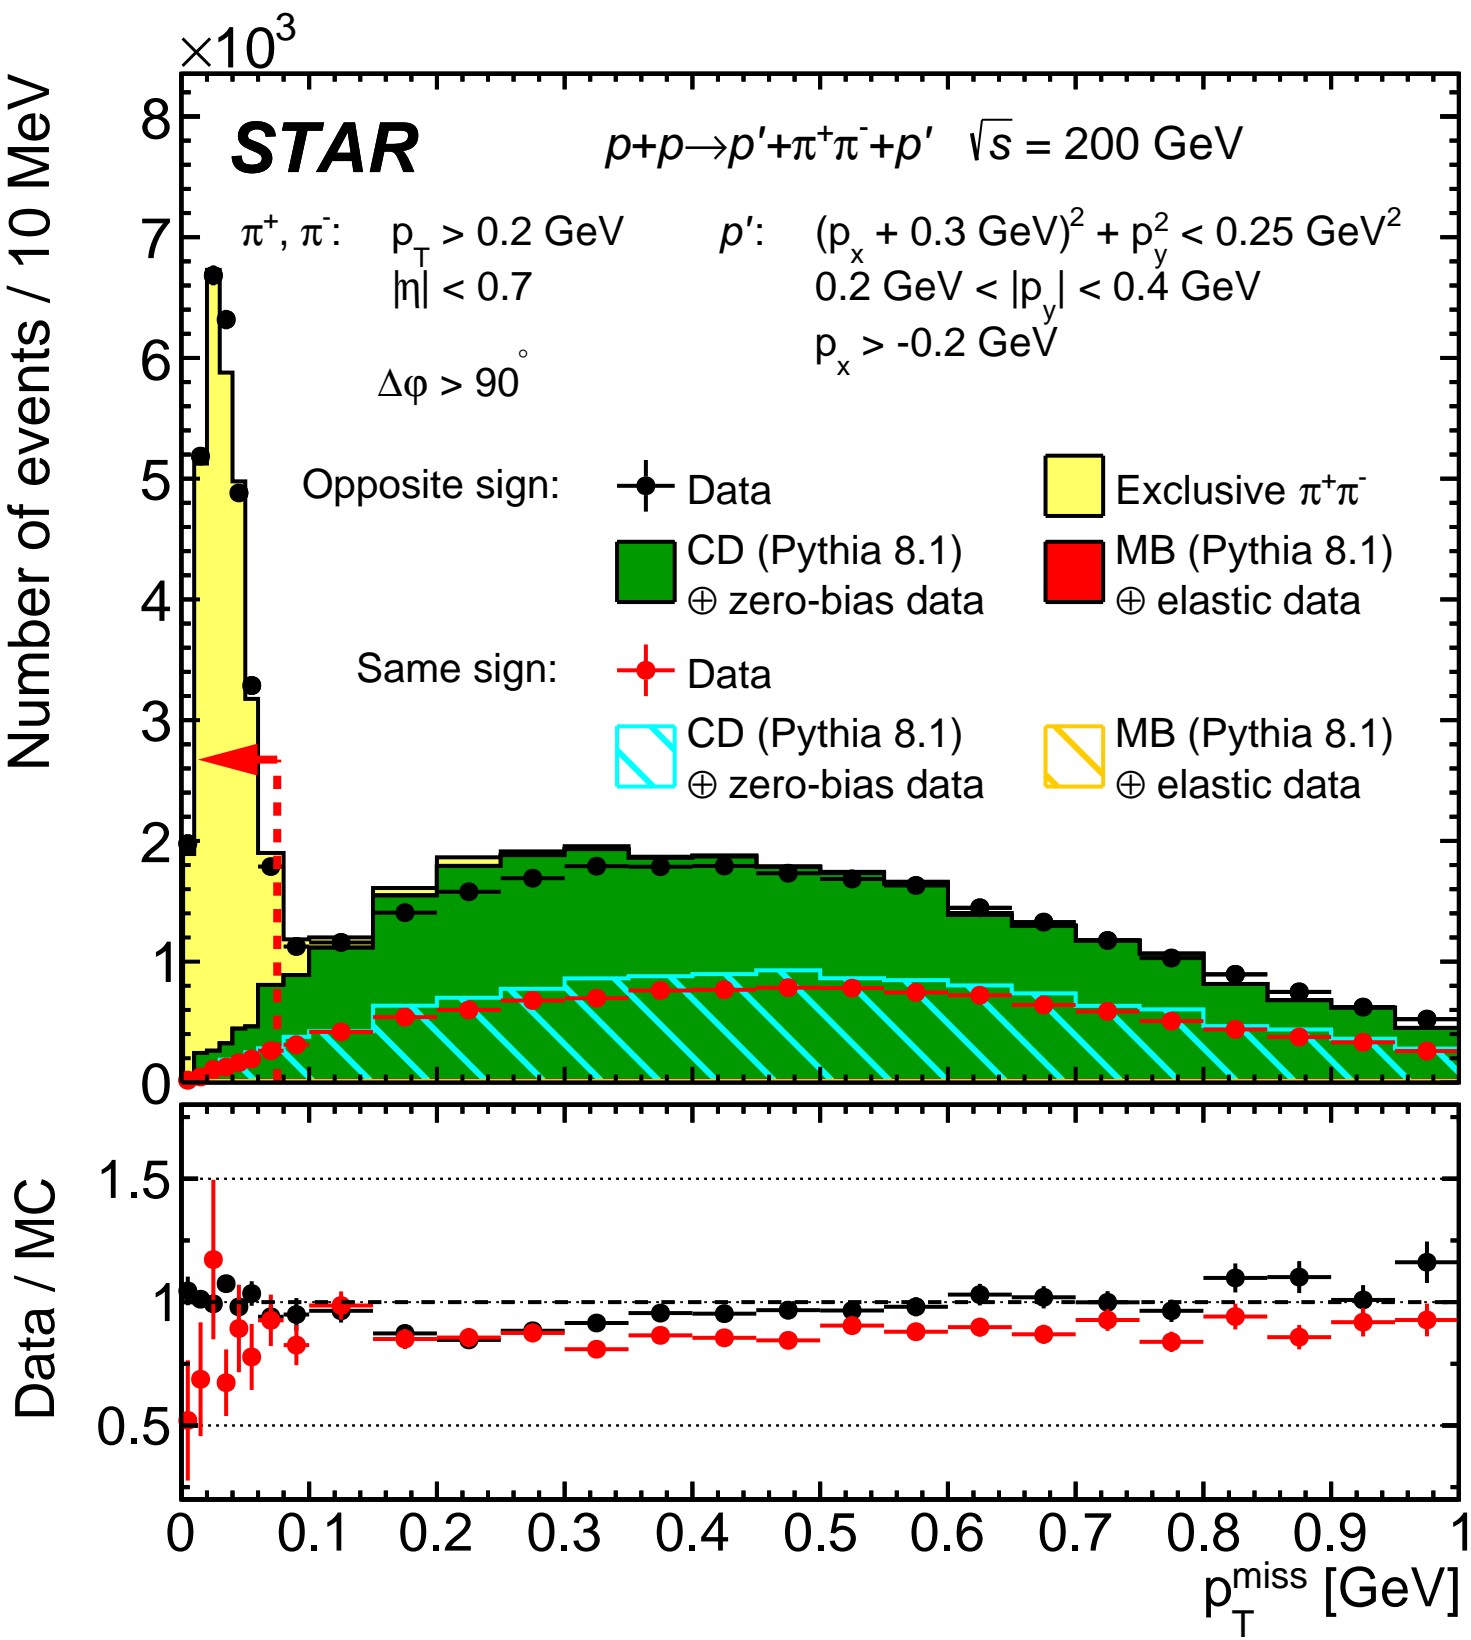 ×10³
STAR p+p→p′+π⁺π⁻+p′ √s = 200 GeV
π⁺, π⁻: p_T > 0.2 GeV p′: (p_x + 0.3 GeV)² + p_y² < 0.25 GeV²
|η| < 0.7 0.2 GeV < |p_y| < 0.4 GeV
p_x > -0.2 GeV
Δφ > 90°
Opposite sign: Data Exclusive π⁺π⁻
CD (Pythia 8.1) MB (Pythia 8.1)
⊕ zero-bias data ⊕ elastic data
Same sign: Data
CD (Pythia 8.1) MB (Pythia 8.1)
⊕ zero-bias data ⊕ elastic data
Number of events / 10 MeV
8
7
6
5
4
3
2
1
0
Data / MC
1.5
1
0.5
0 0.1 0.2 0.3 0.4 0.5 0.6 0.7 0.8 0.9 1
p_T^miss [GeV]